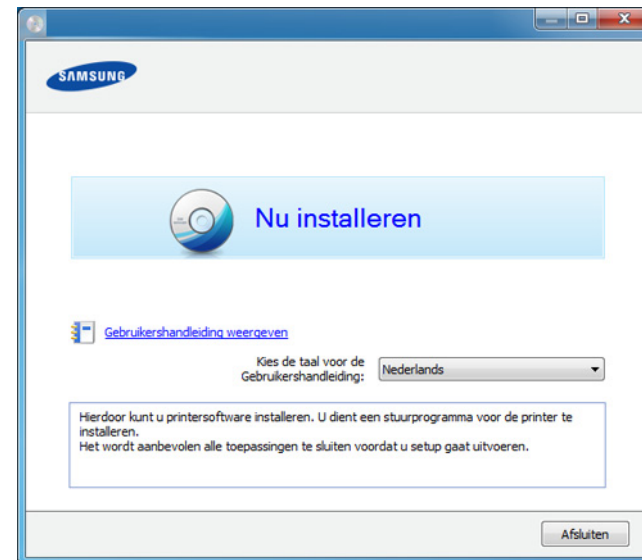 SAMSUNG
Nu installeren
Gebruikershandleiding weergeven
Kies de taal voor de
Gebruikershandleiding:
Nederlands
Hierdoor kunt u printersoftware installeren. U dient een stuurprogramma voor de printer te
installeren.
Het wordt aanbevolen alle toepassingen te sluiten voordat u setup gaat uitvoeren.
Afsluiten